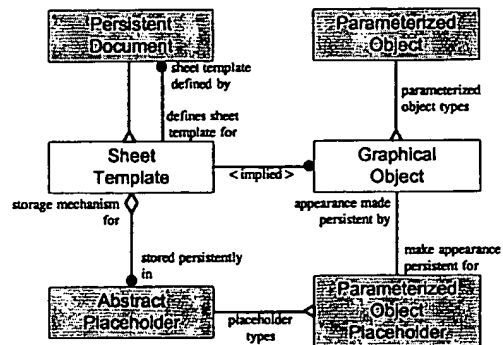 Persistent
Document
Parameterized
Object
sheet template
defined by
parameterized
object types
defines sheet
template for
Sheet
Template
< implied >
Graphical
Object
storage mechanism
for
appearance made
persistent by
stored persistently
in
make appearance
persistent for
Abstract
Placeholder
placeholder
types
Parameterized
Object
Placeholder